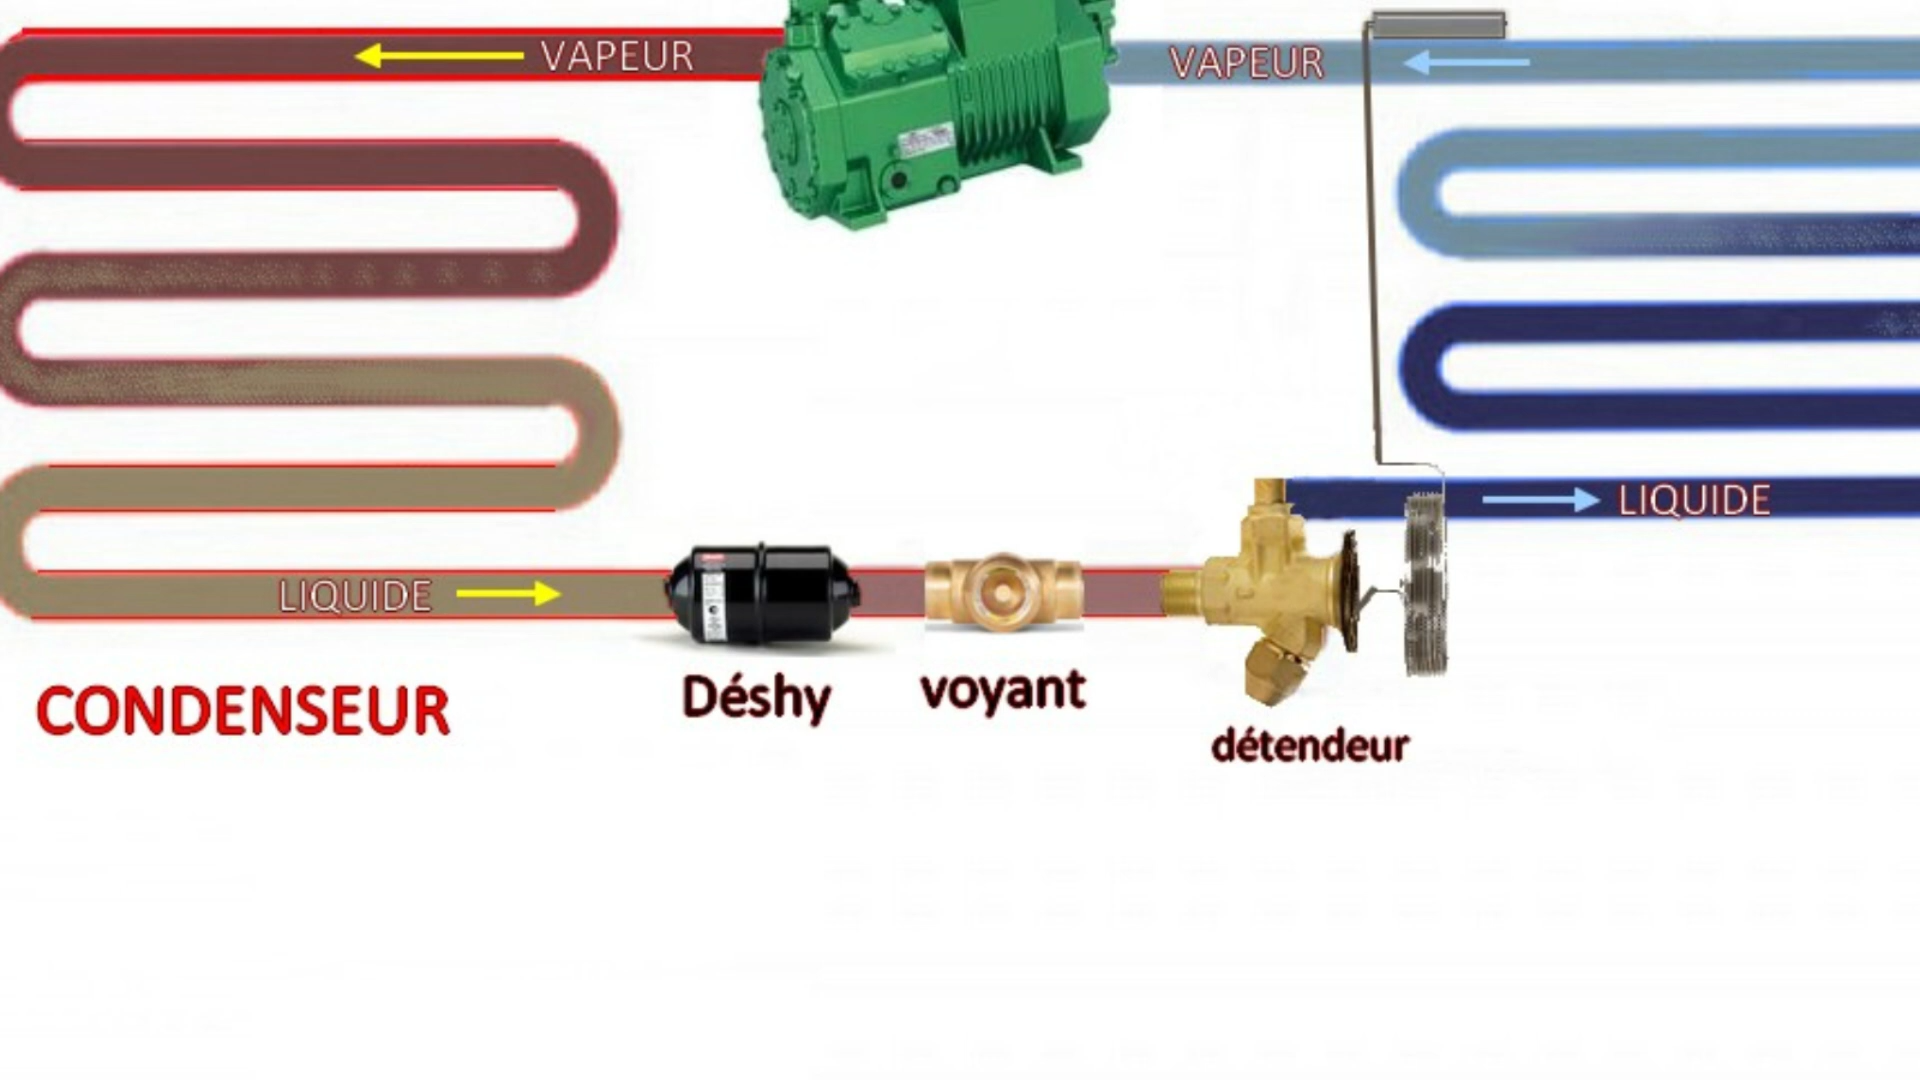 VAPEUR
VAPEUR
LIQUIDE
LIQUIDE
CONDENSEUR
Déshy
voyant
détendeur